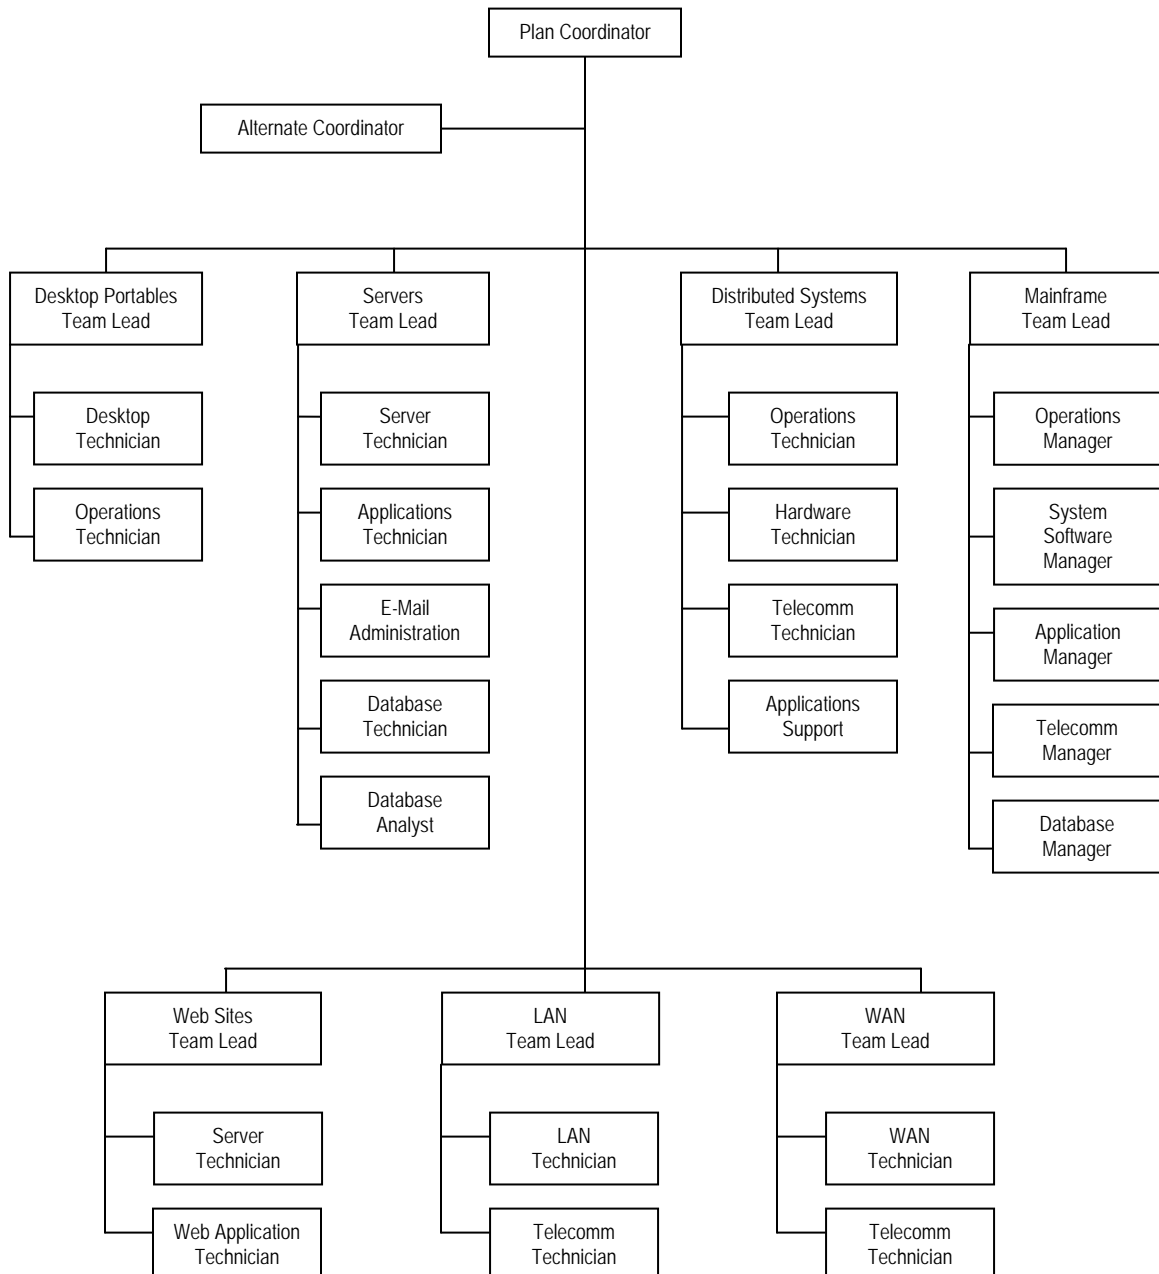 Plan Coordinator
Alternate Coordinator
Desktop Portables
Team Lead
Servers
Team Lead
Distributed Systems
Team Lead
Mainframe
Team Lead
Desktop
Technician
Operations
Technician
Server
Technician
Applications
Technician
E-Mail
Administration
Database
Technician
Database
Analyst
Operations
Technician
Hardware
Technician
Telecomm
Technician
Applications
Support
Operations
Manager
System
Software
Manager
Application
Manager
Telecomm
Manager
Database
Manager
Web Sites
Team Lead
LAN
Team Lead
WAN
Team Lead
Server
Technician
Web Application
Technician
LAN
Technician
Telecomm
Technician
WAN
Technician
Telecomm
Technician